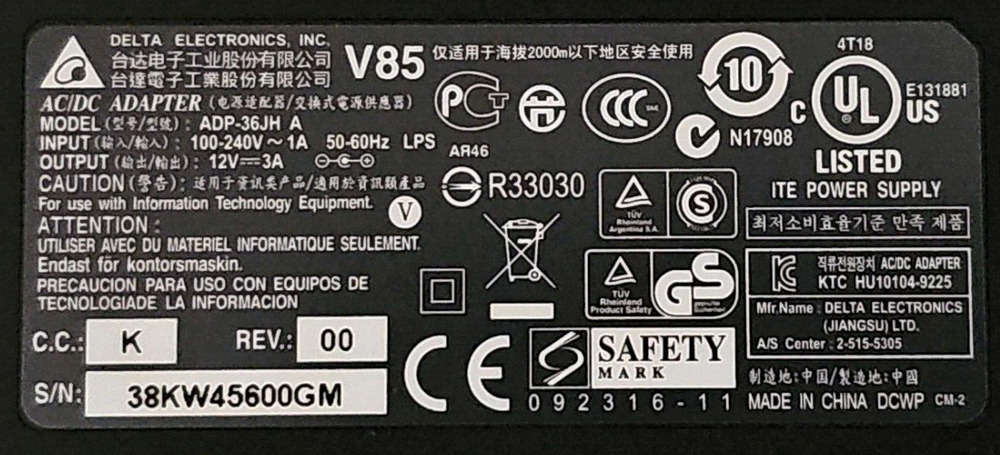 DELTA ELECTRONICS, INC.
台达电子工业股份有限公司
台達電子工業股份有限公司
V85
仅适用于海拔2000m以下地区安全使用
AC/DC ADAPTER (电源适配器/交换式電源供應器)
MODEL (型号/型號) : ADP-36JH A
INPUT (输入/輸入) : 100-240V~1A 50-60Hz LPS
OUTPUT (输出/輸出) : 12V⎓3A
CAUTION (警告) : 适用于资讯类产品/適用於資訊類產品
For use with Information Technology Equipment.
ATTENTION :
UTILISER AVEC DU MATERIEL INFORMATIQUE SEULEMENT.
Endast för kontorsmaskin.
PRECAUCION PARA USO CON EQUIPOS DE
TECNOLOGIADE LA INFORMACION
V
C.C.: K REV.: 00
S/N: 38KW45600GM
PCT
AR46
CCC
10
N17908
4T18
C UL US
E131881
LISTED
ITE POWER SUPPLY
R33030
TÜV
Rheinland
Argentina S.A.
S
TÜV
Rheinland
Product Safety
GS
geprüfte
Sicherheit
최저소비효율기준 만족 제품
직류전원장치 AC/DC ADAPTER
KTC HU10104-9225
Mfr.Name : DELTA ELECTRONICS
(JIANGSU) LTD.
A/S Center : 2-515-5305
CE
S SAFETY
MARK
092316-11
制造地:中国/製造地:中國
MADE IN CHINA DCWP CM-2